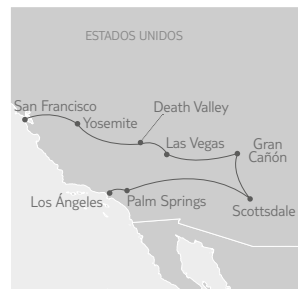 ESTADOS UNIDOS
San Francisco
Death Valley
Yosemite
Las Vegas
Gran
Cañón
Los Ángeles
Palm Springs
Scottsdale